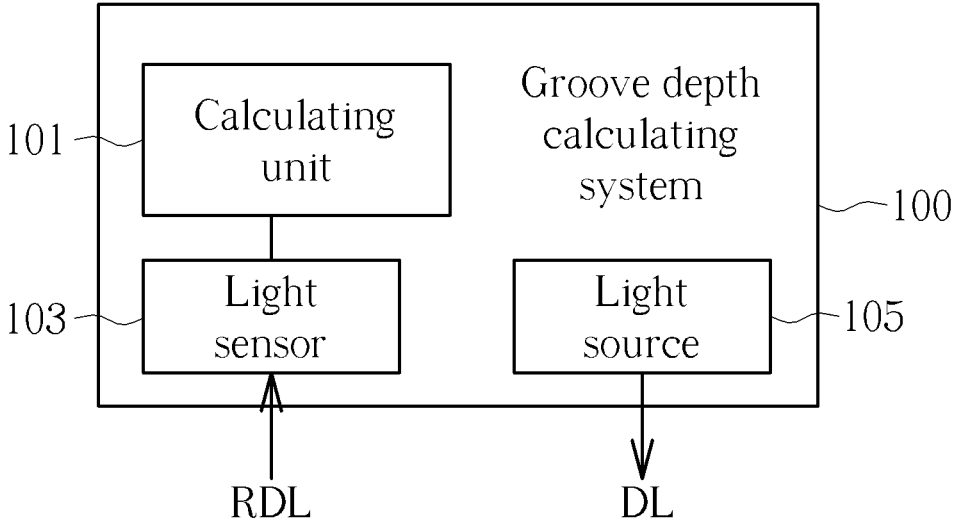 Calculating
unit
Groove depth
calculating
system
101
100
Light
sensor
103
Light
source
105
RDL
DL